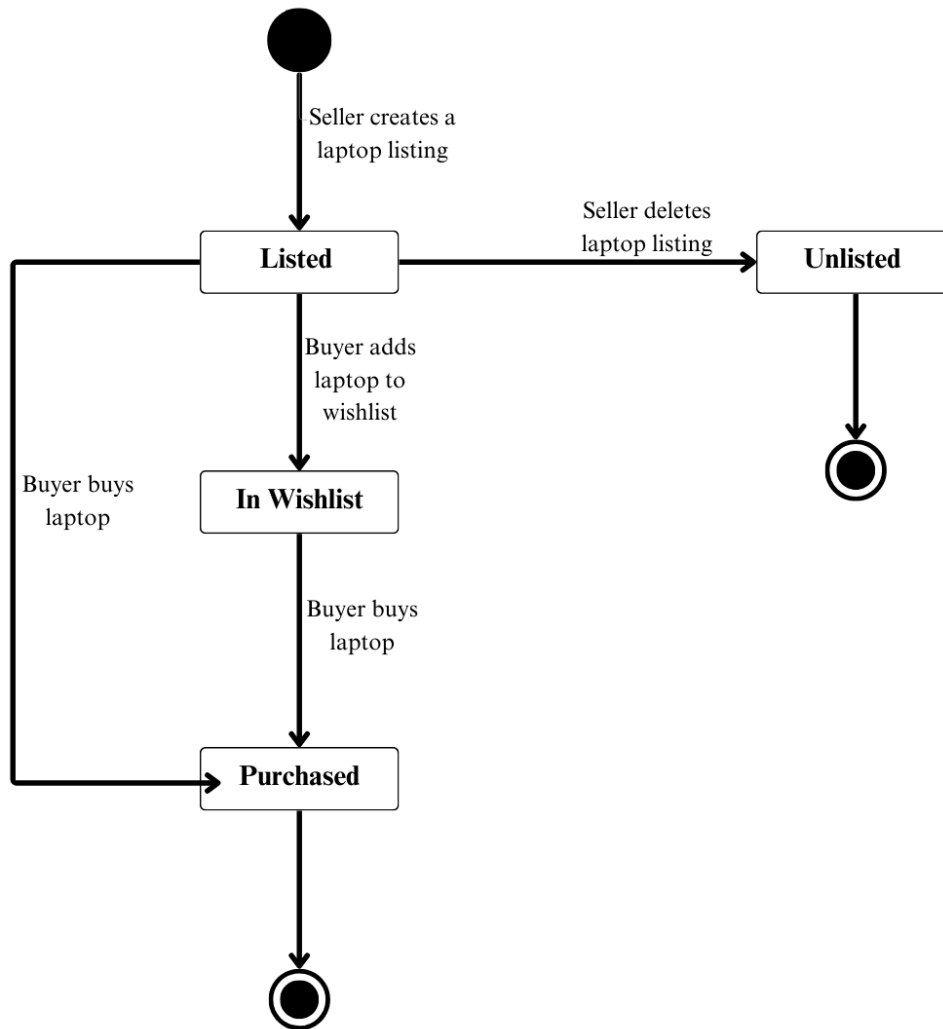 Seller creates a
laptop listing
Seller deletes
laptop listing
Listed
Unlisted
Buyer adds
laptop to
wishlist
In Wishlist
Buyer buys
laptop
Buyer buys
laptop
Purchased